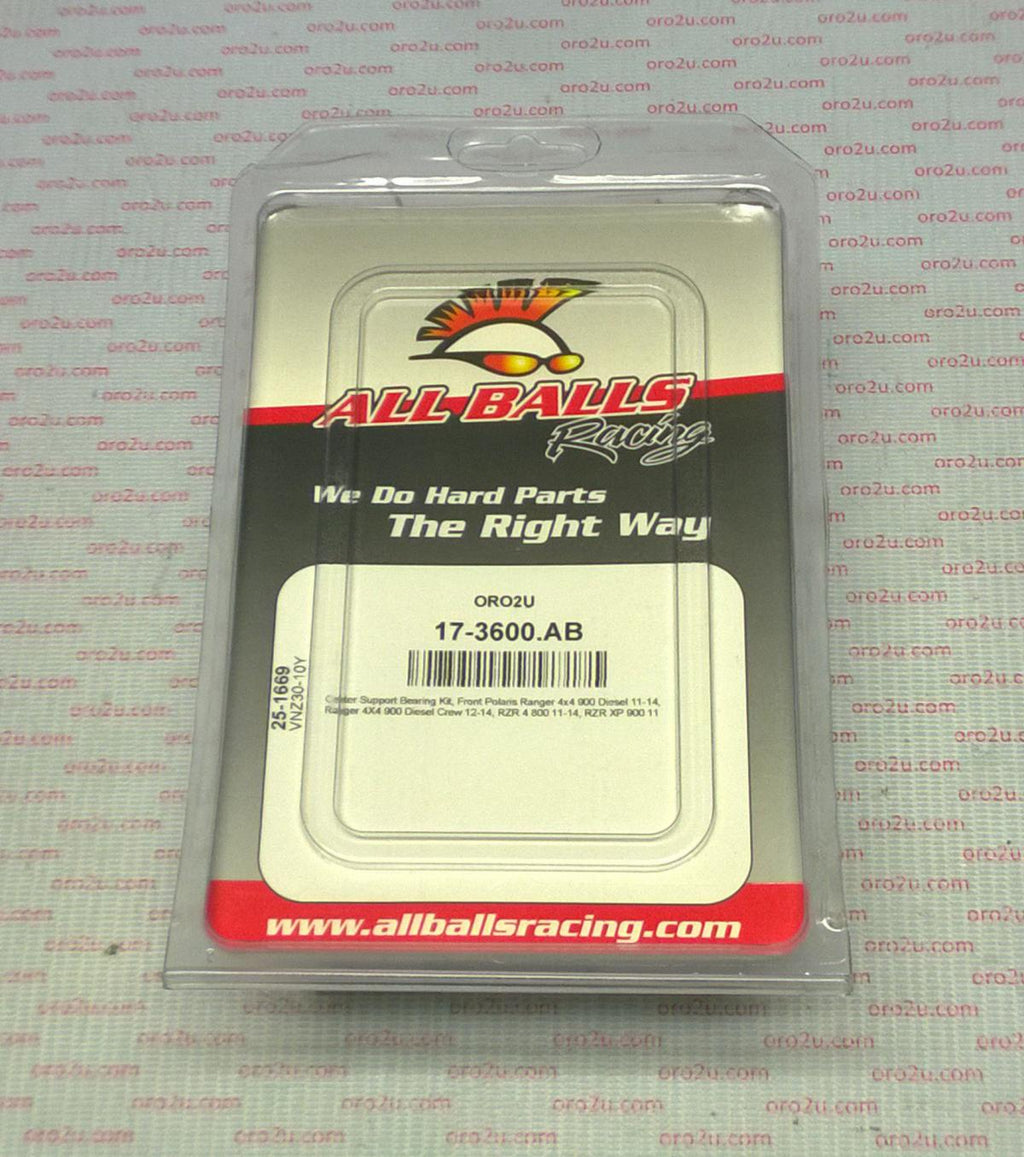 ALL BALLS
Racing
We Do Hard Parts
The Right Way
ORO2U
17-3600.AB
25-1669
VNZ30-10Y
Center Support Bearing Kit, Front Polaris Ranger 4x4 900 Diesel 11-14,
Ranger 4X4 900 Diesel Crew 12-14, RZR 4 800 11-14, RZR XP 900 11
www.allballsracing.com
oro2u.com